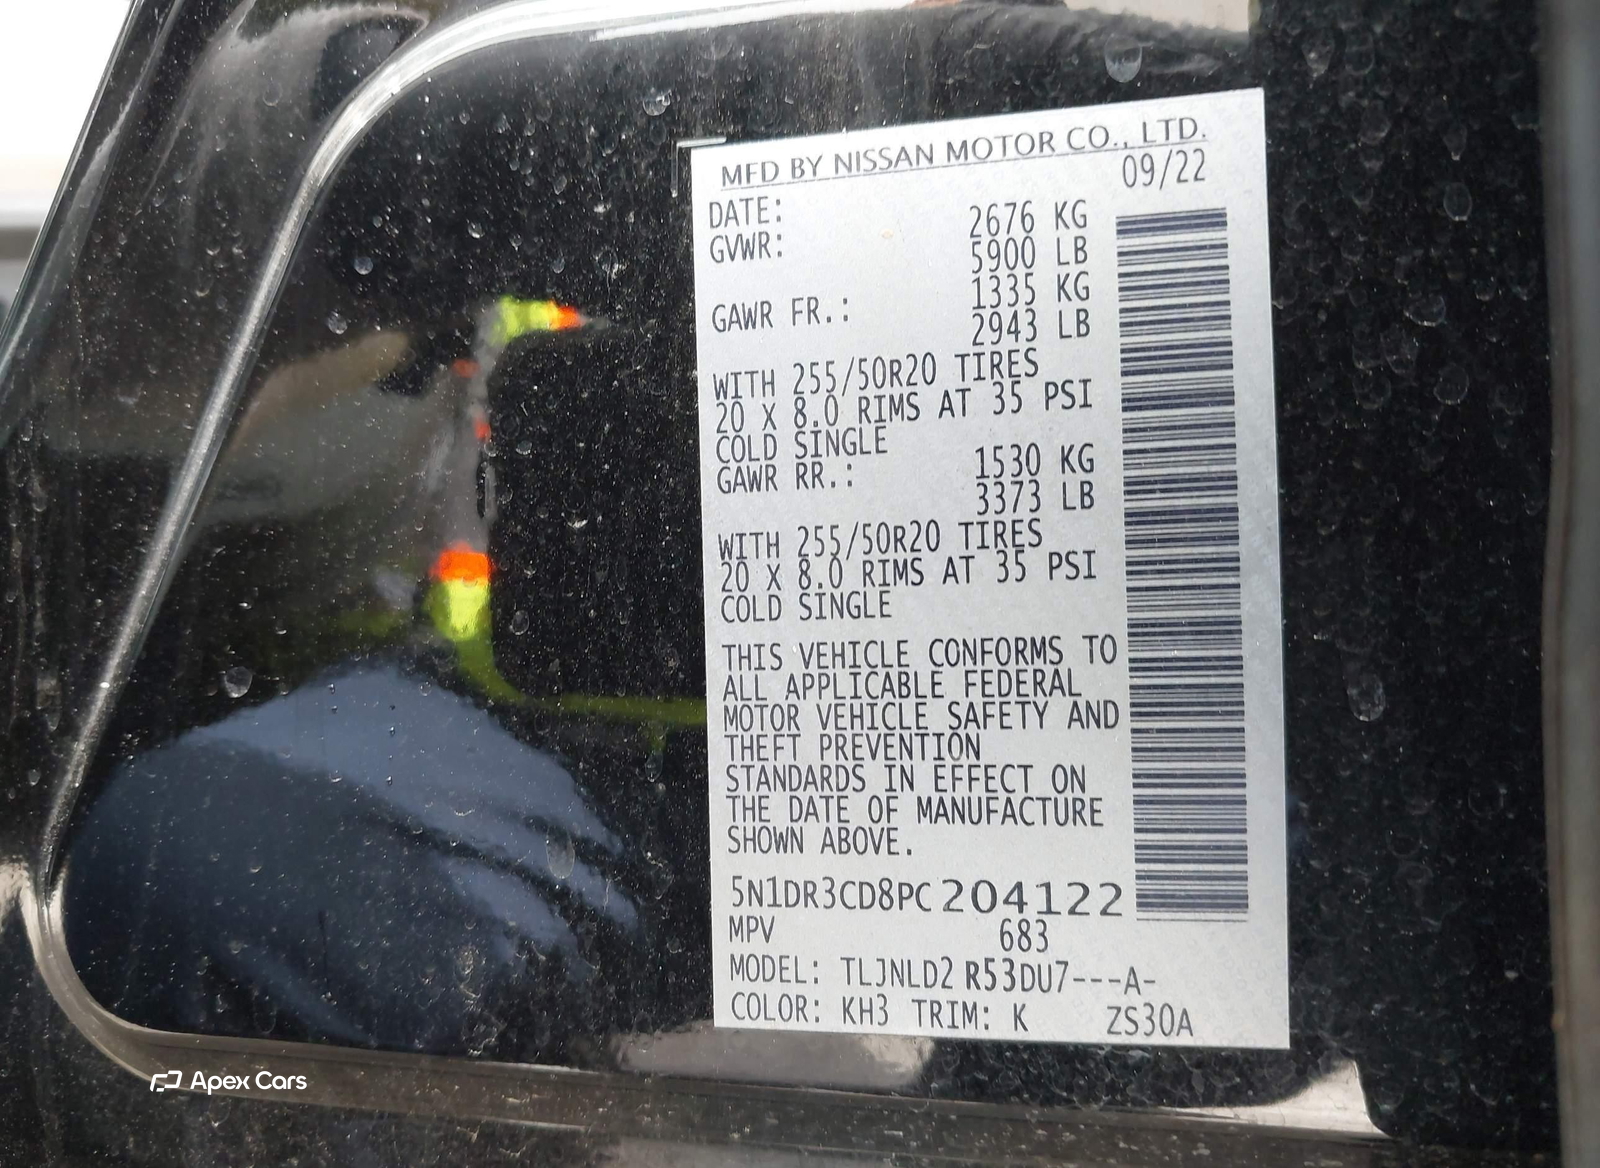 MFD BY NISSAN MOTOR CO., LTD.
DATE: 09/22
GVWR: 2676 KG
5900 LB
GAWR FR.: 1335 KG
2943 LB
WITH 255/50R20 TIRES
20 X 8.0 RIMS AT 35 PSI
COLD SINGLE
GAWR RR.: 1530 KG
3373 LB
WITH 255/50R20 TIRES
20 X 8.0 RIMS AT 35 PSI
COLD SINGLE
THIS VEHICLE CONFORMS TO
ALL APPLICABLE FEDERAL
MOTOR VEHICLE SAFETY AND
THEFT PREVENTION
STANDARDS IN EFFECT ON
THE DATE OF MANUFACTURE
SHOWN ABOVE.
5N1DR3CD8PC204122
MPV 683
MODEL: TLJNLD2 R53DU7---A-
COLOR: KH3 TRIM: K ZS30A
Apex Cars